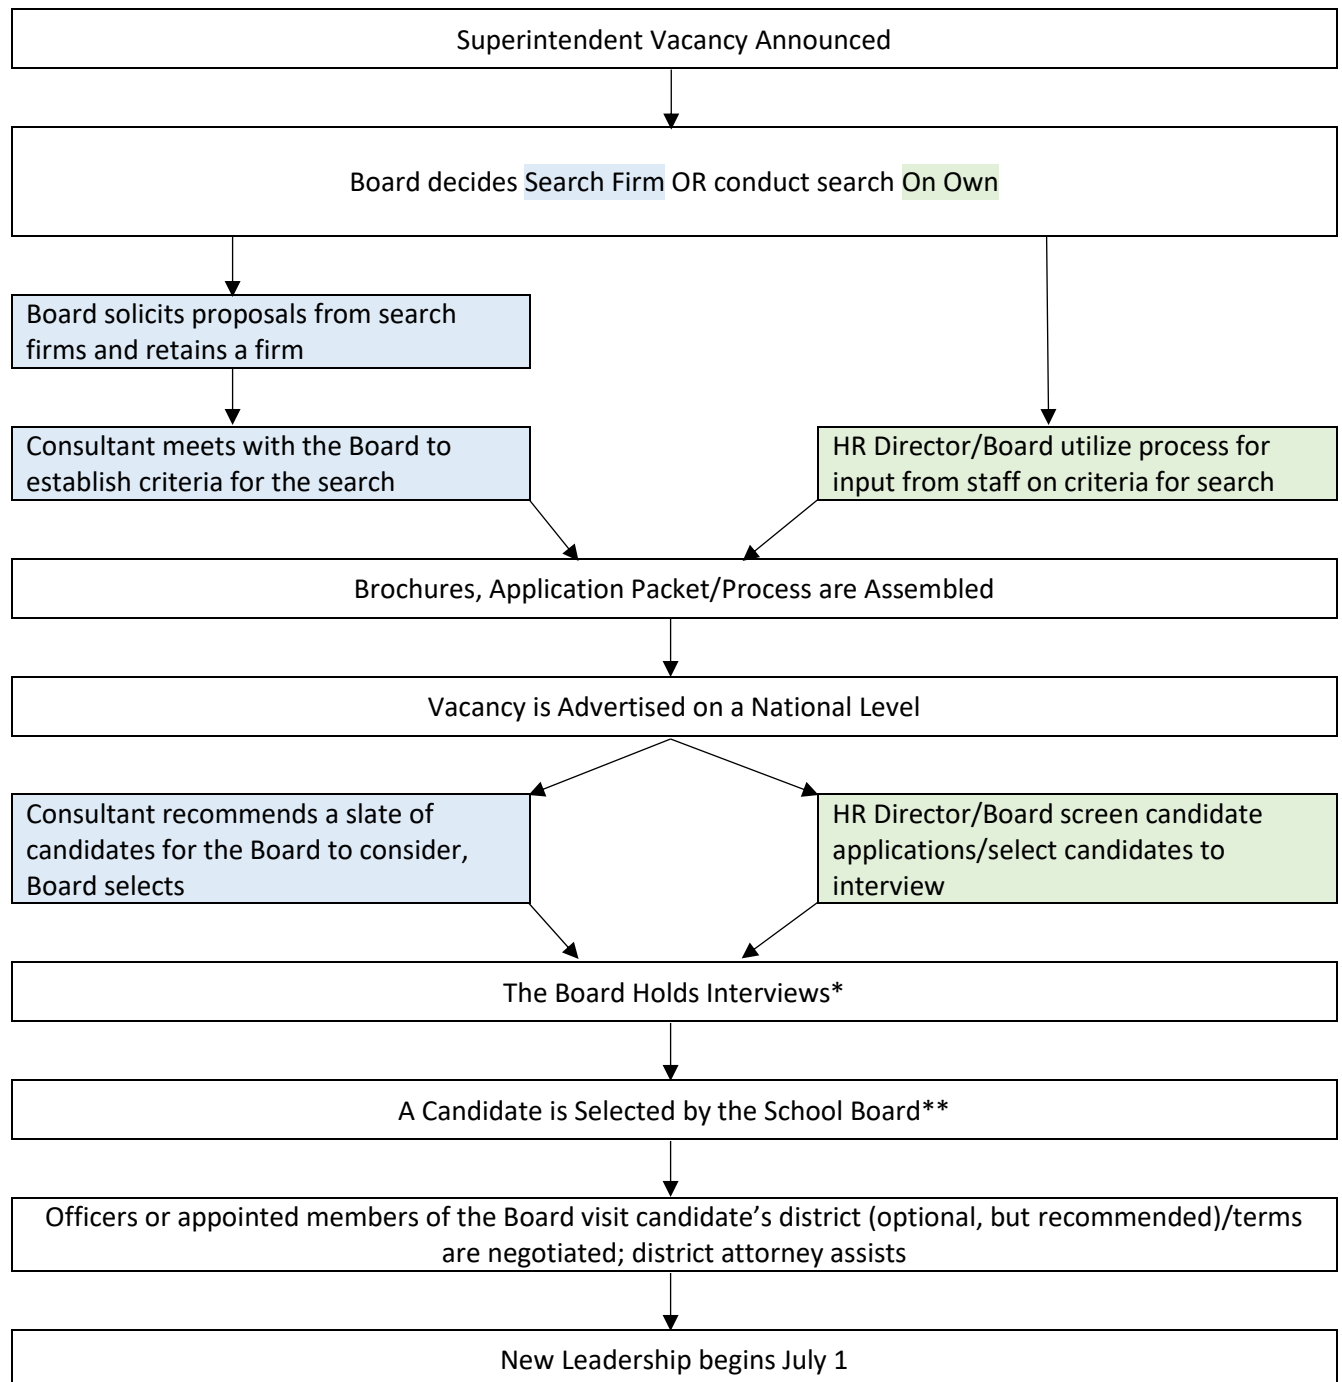 Superintendent Vacancy Announced
Board decides Search Firm OR conduct search On Own
Board solicits proposals from search
firms and retains a firm
Consultant meets with the Board to
establish criteria for the search
HR Director/Board utilize process for
input from staff on criteria for search
Brochures, Application Packet/Process are Assembled
Vacancy is Advertised on a National Level
Consultant recommends a slate of
candidates for the Board to consider,
Board selects
HR Director/Board screen candidate
applications/select candidates to
interview
The Board Holds Interviews*
A Candidate is Selected by the School Board**
Officers or appointed members of the Board visit candidate’s district (optional, but recommended)/terms
are negotiated; district attorney assists
New Leadership begins July 1